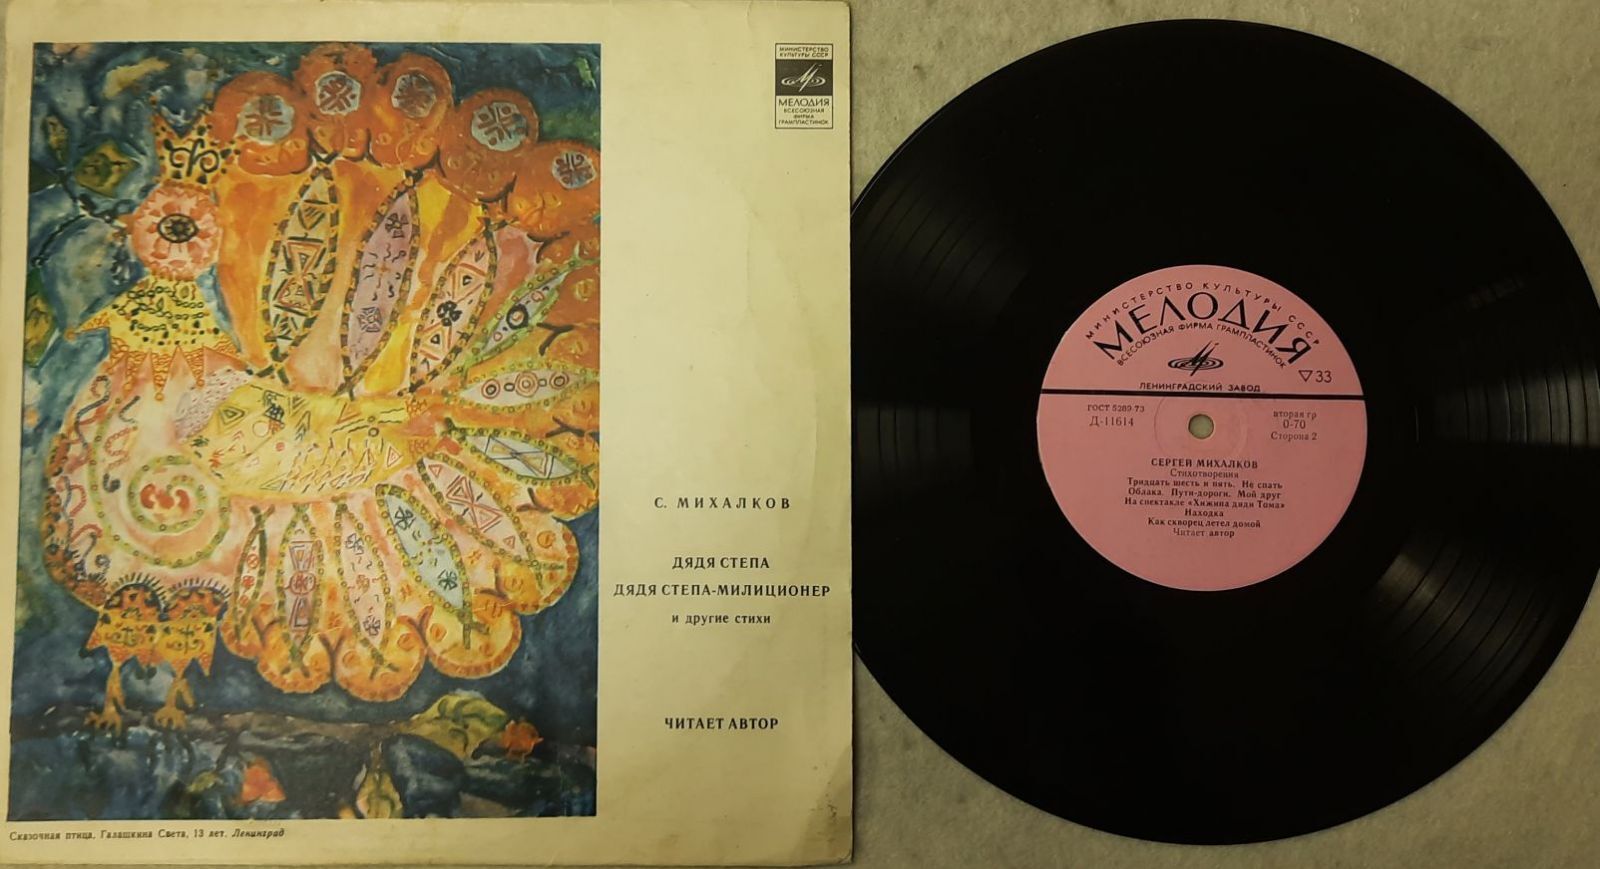 МИНИСТЕРСТВО
КУЛЬТУРЫ СССР
МЕЛОДИЯ
ВСЕСОЮЗНАЯ
ФИРМА
ГРАМПЛАСТИНОК
С. МИХАЛКОВ
ДЯДЯ СТЕПА
ДЯДЯ СТЕПА-МИЛИЦИОНЕР
и другие стихи
ЧИТАЕТ АВТОР
Сказочная птица. Галашкина Света, 13 лет. Ленинград
МИНИСТЕРСТВО КУЛЬТУРЫ СССР
МЕЛОДИЯ
ВСЕСОЮЗНАЯ ФИРМА ГРАМПЛАСТИНОК
ЛЕНИНГРАДСКИЙ ЗАВОД
▽33
ГОСТ 5289-73
Д-11614
вторая гр
0-70
Сторона 2
СЕРГЕЙ МИХАЛКОВ
Стихотворения
Тридцать шесть и пять. Не спать
Облака. Пути-дороги. Мой друг
На спектакле «Хижина дяди Тома»
Находка
Как скворец летел домой
Читает автор